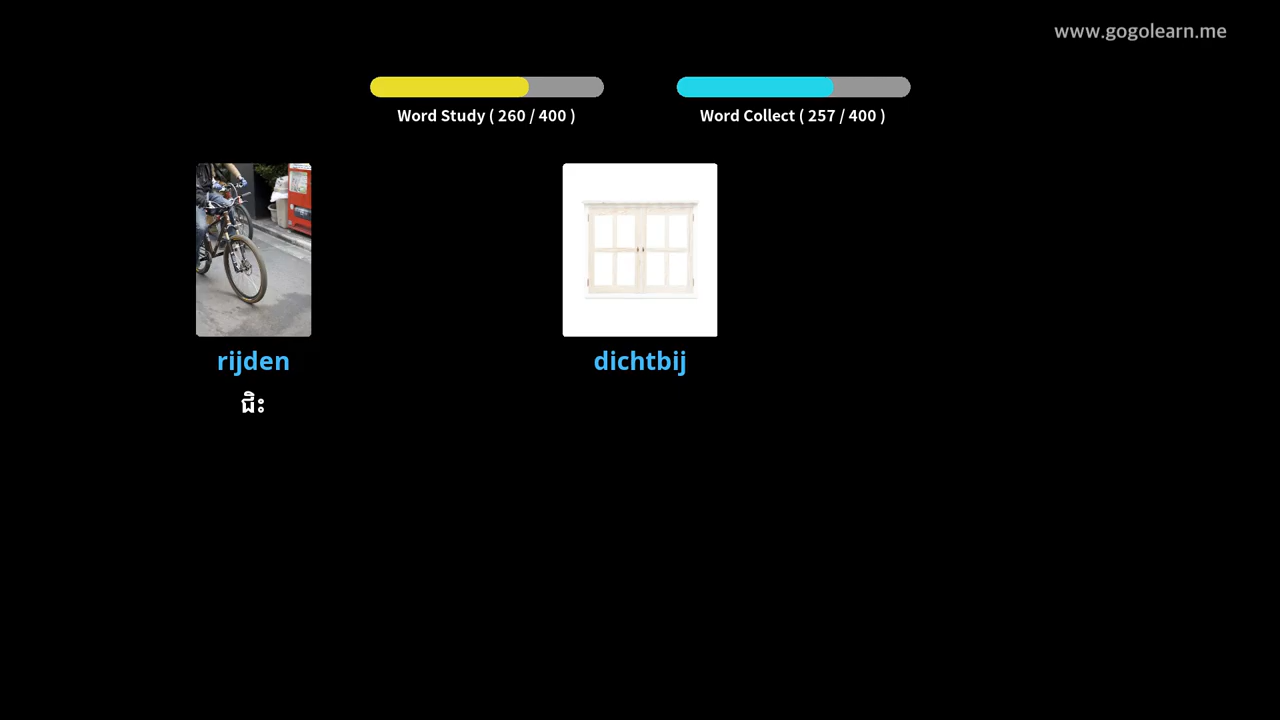 www.gogolearn.me
Word Study ( 260 / 400 )
Word Collect ( 257 / 400 )
rijden
dichtbij
ជិះ